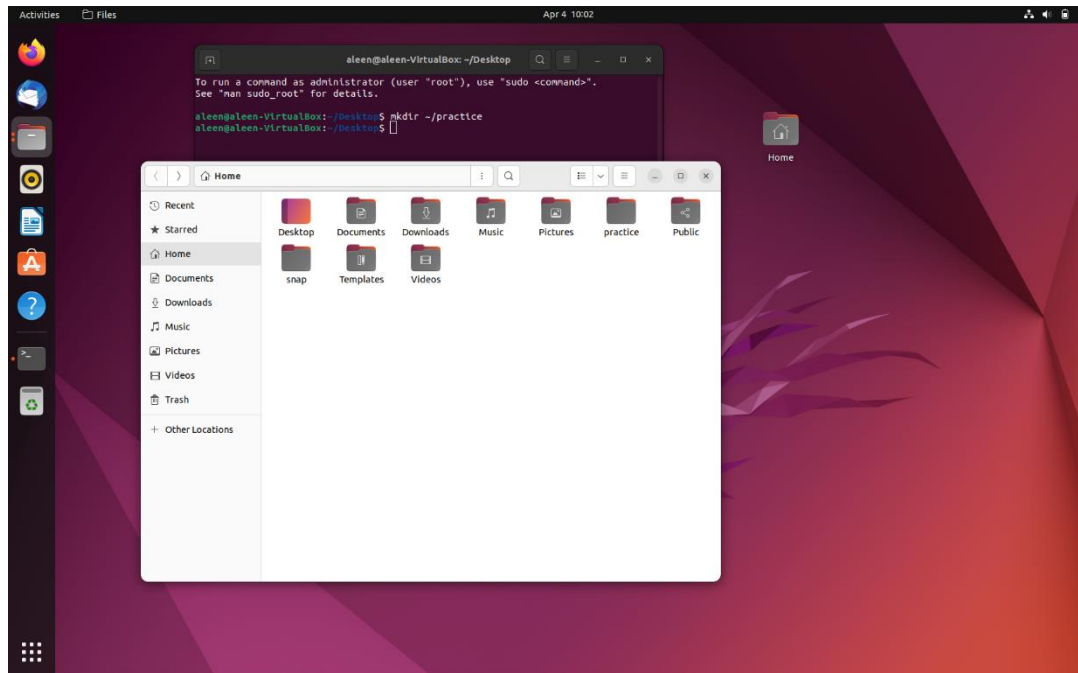 Activities Files Apr 4 10:02
aleen@aleen-VirtualBox: ~/Desktop
To run a command as administrator (user "root"), use "sudo <command>".
See "man sudo_root" for details.
aleen@aleen-VirtualBox:~/Desktop$ mkdir ~/practice
aleen@aleen-VirtualBox:~/Desktop$
Home
Home
Recent
Starred
Home
Documents
Downloads
Music
Pictures
Videos
Trash
+ Other Locations
Desktop Documents Downloads Music Pictures practice Public
snap Templates Videos